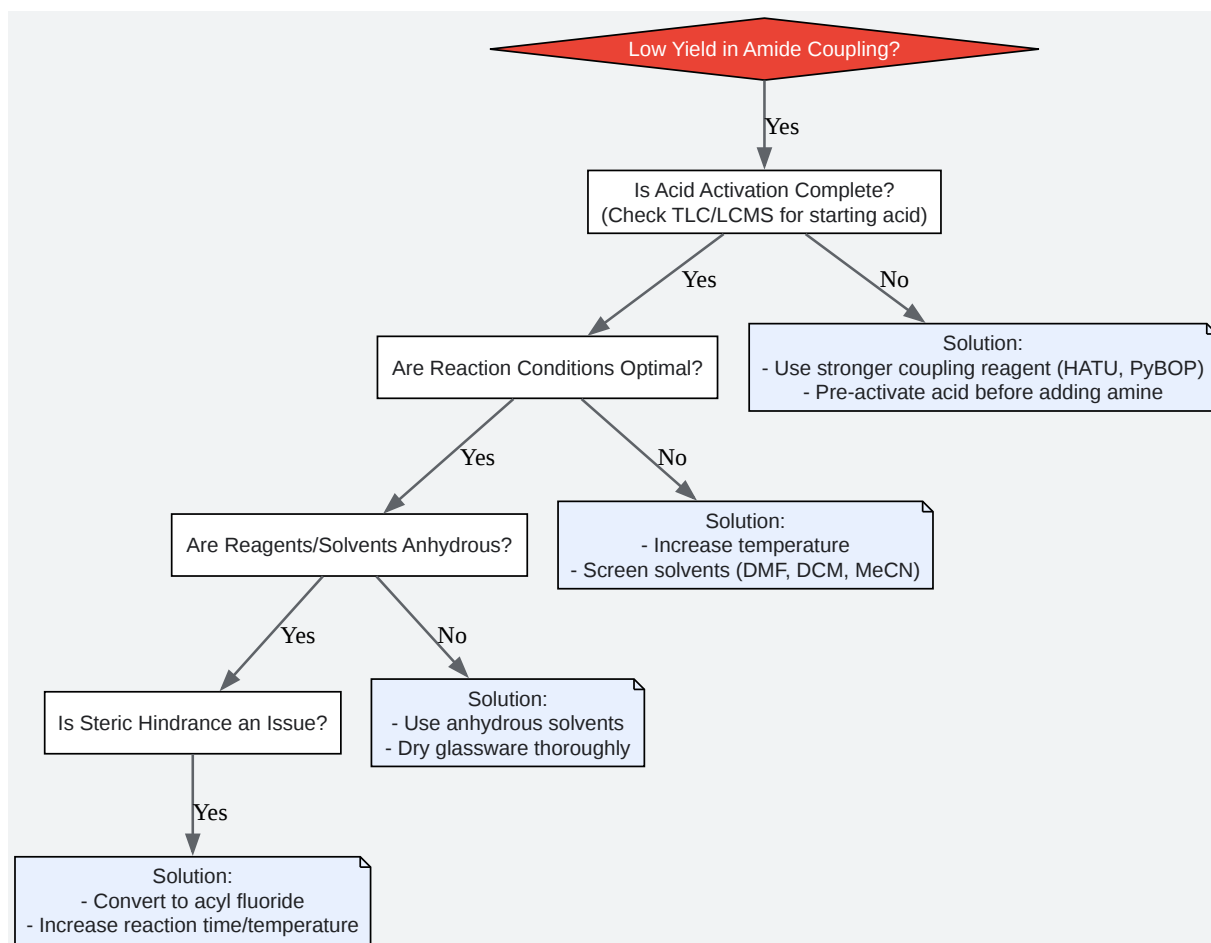 Low Yield in Amide Coupling?
Yes
Is Acid Activation Complete?
(Check TLC/LCMS for starting acid)
Yes
No
Solution:
- Use stronger coupling reagent (HATU, PyBOP)
- Pre-activate acid before adding amine
Are Reaction Conditions Optimal?
Yes
No
Solution:
- Increase temperature
- Screen solvents (DMF, DCM, MeCN)
Are Reagents/Solvents Anhydrous?
Yes
No
Solution:
- Use anhydrous solvents
- Dry glassware thoroughly
Is Steric Hindrance an Issue?
Yes
Solution:
- Convert to acyl fluoride
- Increase reaction time/temperature